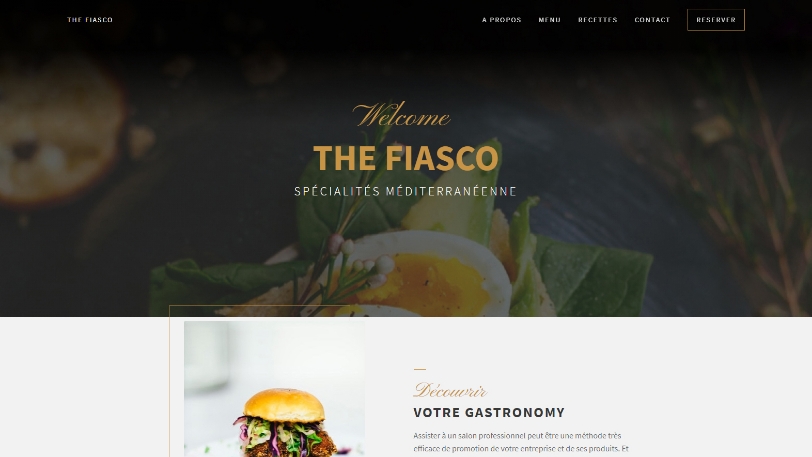 THE FIASCO
A PROPOS MENU RECETTES CONTACT RESERVER
Welcome
THE FIASCO
SPÉCIALITÉS MÉDITERRANÉENNE
Découvrir
VOTRE GASTRONOMY
Assister à un salon professionnel peut être une méthode très
efficace de promotion de votre entreprise et de ses produits. Et